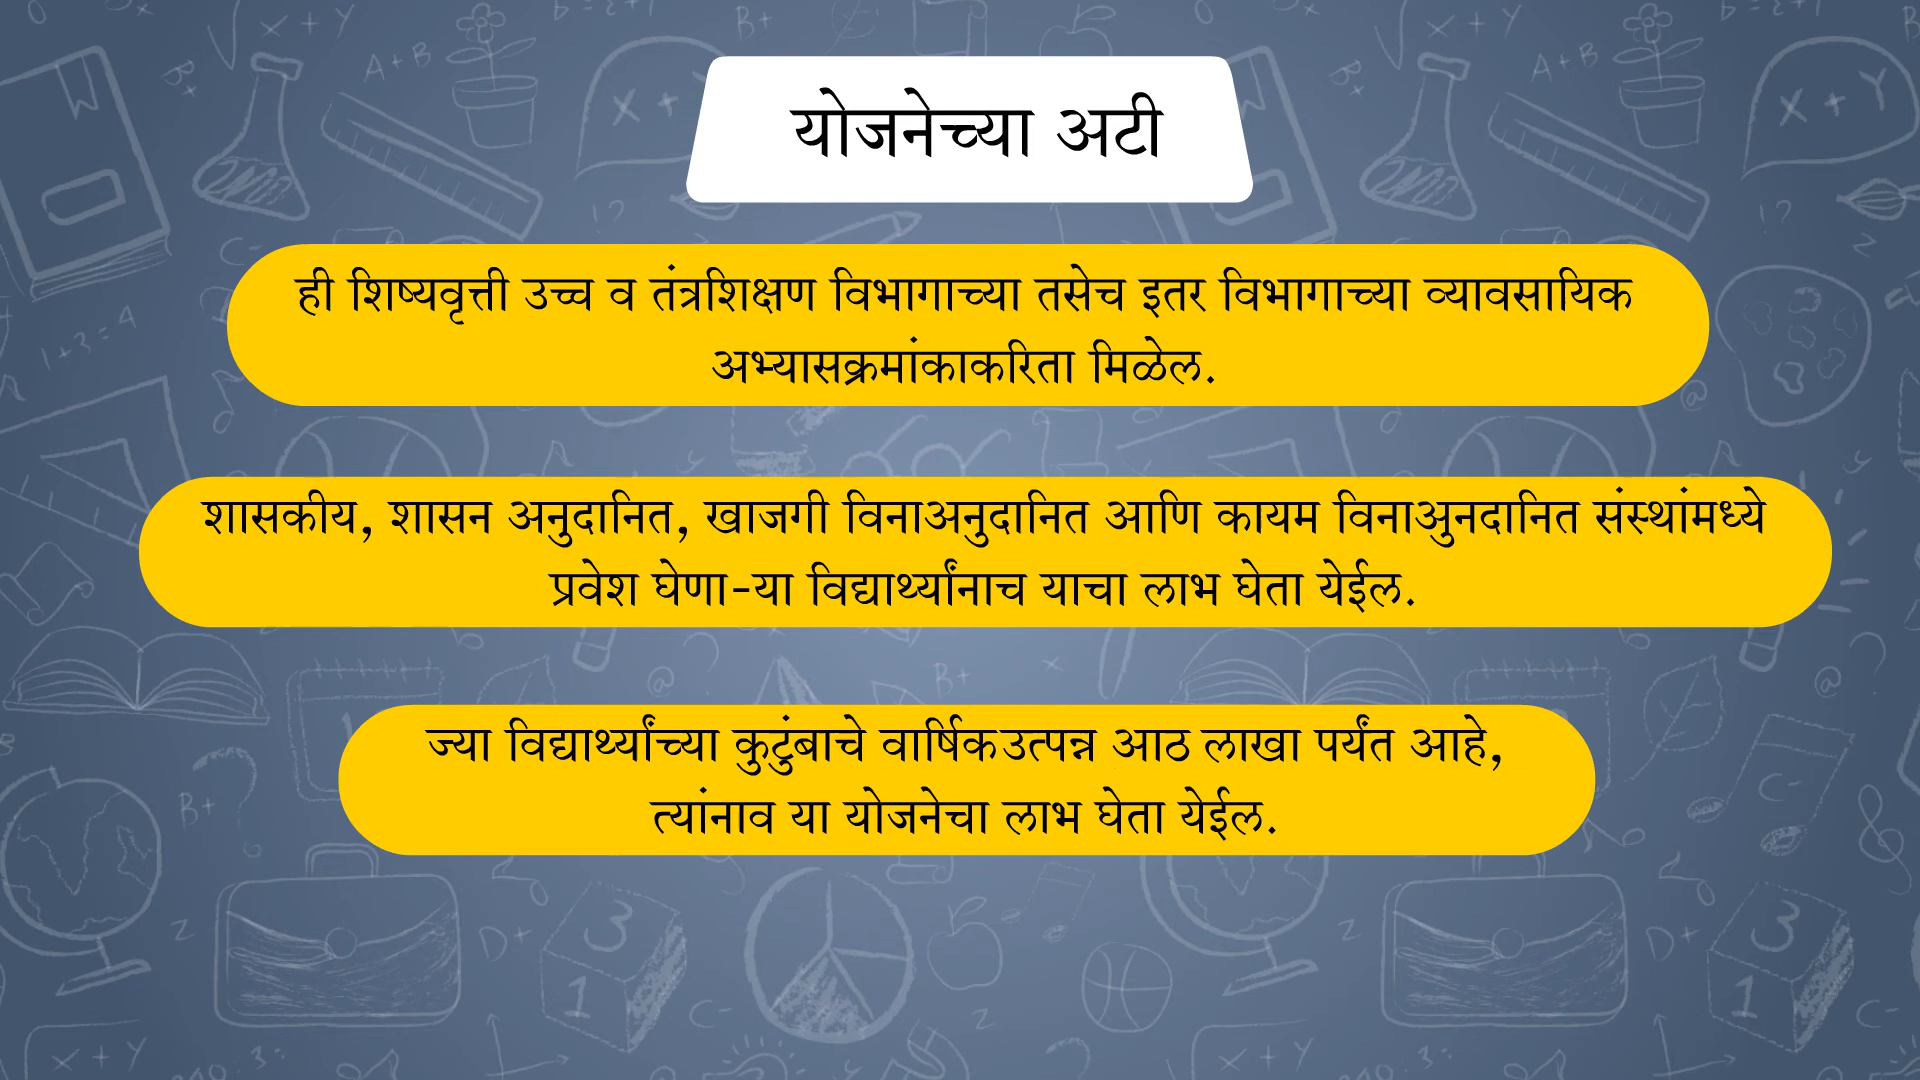 योजनेच्या अटी
ही शिष्यवृत्ती उच्च व तंत्रशिक्षण विभागाच्या तसेच इतर विभागाच्या व्यावसायिक
अभ्यासक्रमांकाकरिता मिळेल.
शासकीय, शासन अनुदानित, खाजगी विनाअनुदानित आणि कायम विनाअुनदानित संस्थांमध्ये
प्रवेश घेणा-या विद्यार्थ्यांनाच याचा लाभ घेता येईल.
ज्या विद्यार्थ्यांच्या कुटुंबाचे वार्षिकउत्पन्न आठ लाखा पर्यंत आहे,
त्यांनाव या योजनेचा लाभ घेता येईल.